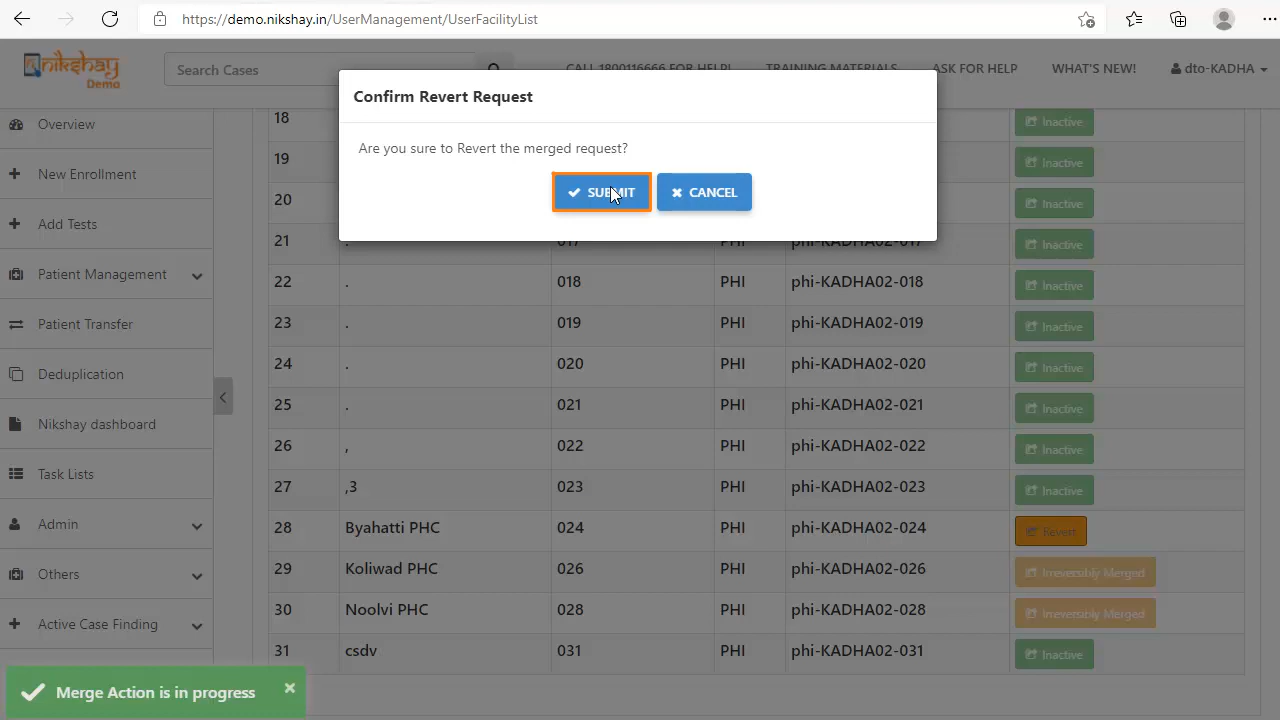 https://demo.nikshay.in/UserManagement/UserFacilityList
nikshay
Demo
Search Cases
CALL 1800116666 FOR HELP!
TRAINING MATERIALS
ASK FOR HELP
WHAT'S NEW!
dto-KADHA
Confirm Revert Request
Are you sure to Revert the merged request?
SUBMIT
CANCEL
Overview
New Enrollment
Add Tests
Patient Management
Patient Transfer
Deduplication
Nikshay dashboard
Task Lists
Admin
Others
Active Case Finding
18 Inactive
19 Inactive
20 Inactive
21 . 017 PHI phi-KADHA02-017 Inactive
22 . 018 PHI phi-KADHA02-018 Inactive
23 . 019 PHI phi-KADHA02-019 Inactive
24 . 020 PHI phi-KADHA02-020 Inactive
25 . 021 PHI phi-KADHA02-021 Inactive
26 , 022 PHI phi-KADHA02-022 Inactive
27 ,3 023 PHI phi-KADHA02-023 Inactive
28 Byahatti PHC 024 PHI phi-KADHA02-024 Revert
29 Koliwad PHC 026 PHI phi-KADHA02-026 Irreversibly Merged
30 Noolvi PHC 028 PHI phi-KADHA02-028 Irreversibly Merged
31 csdv 031 PHI phi-KADHA02-031 Inactive
Merge Action is in progress